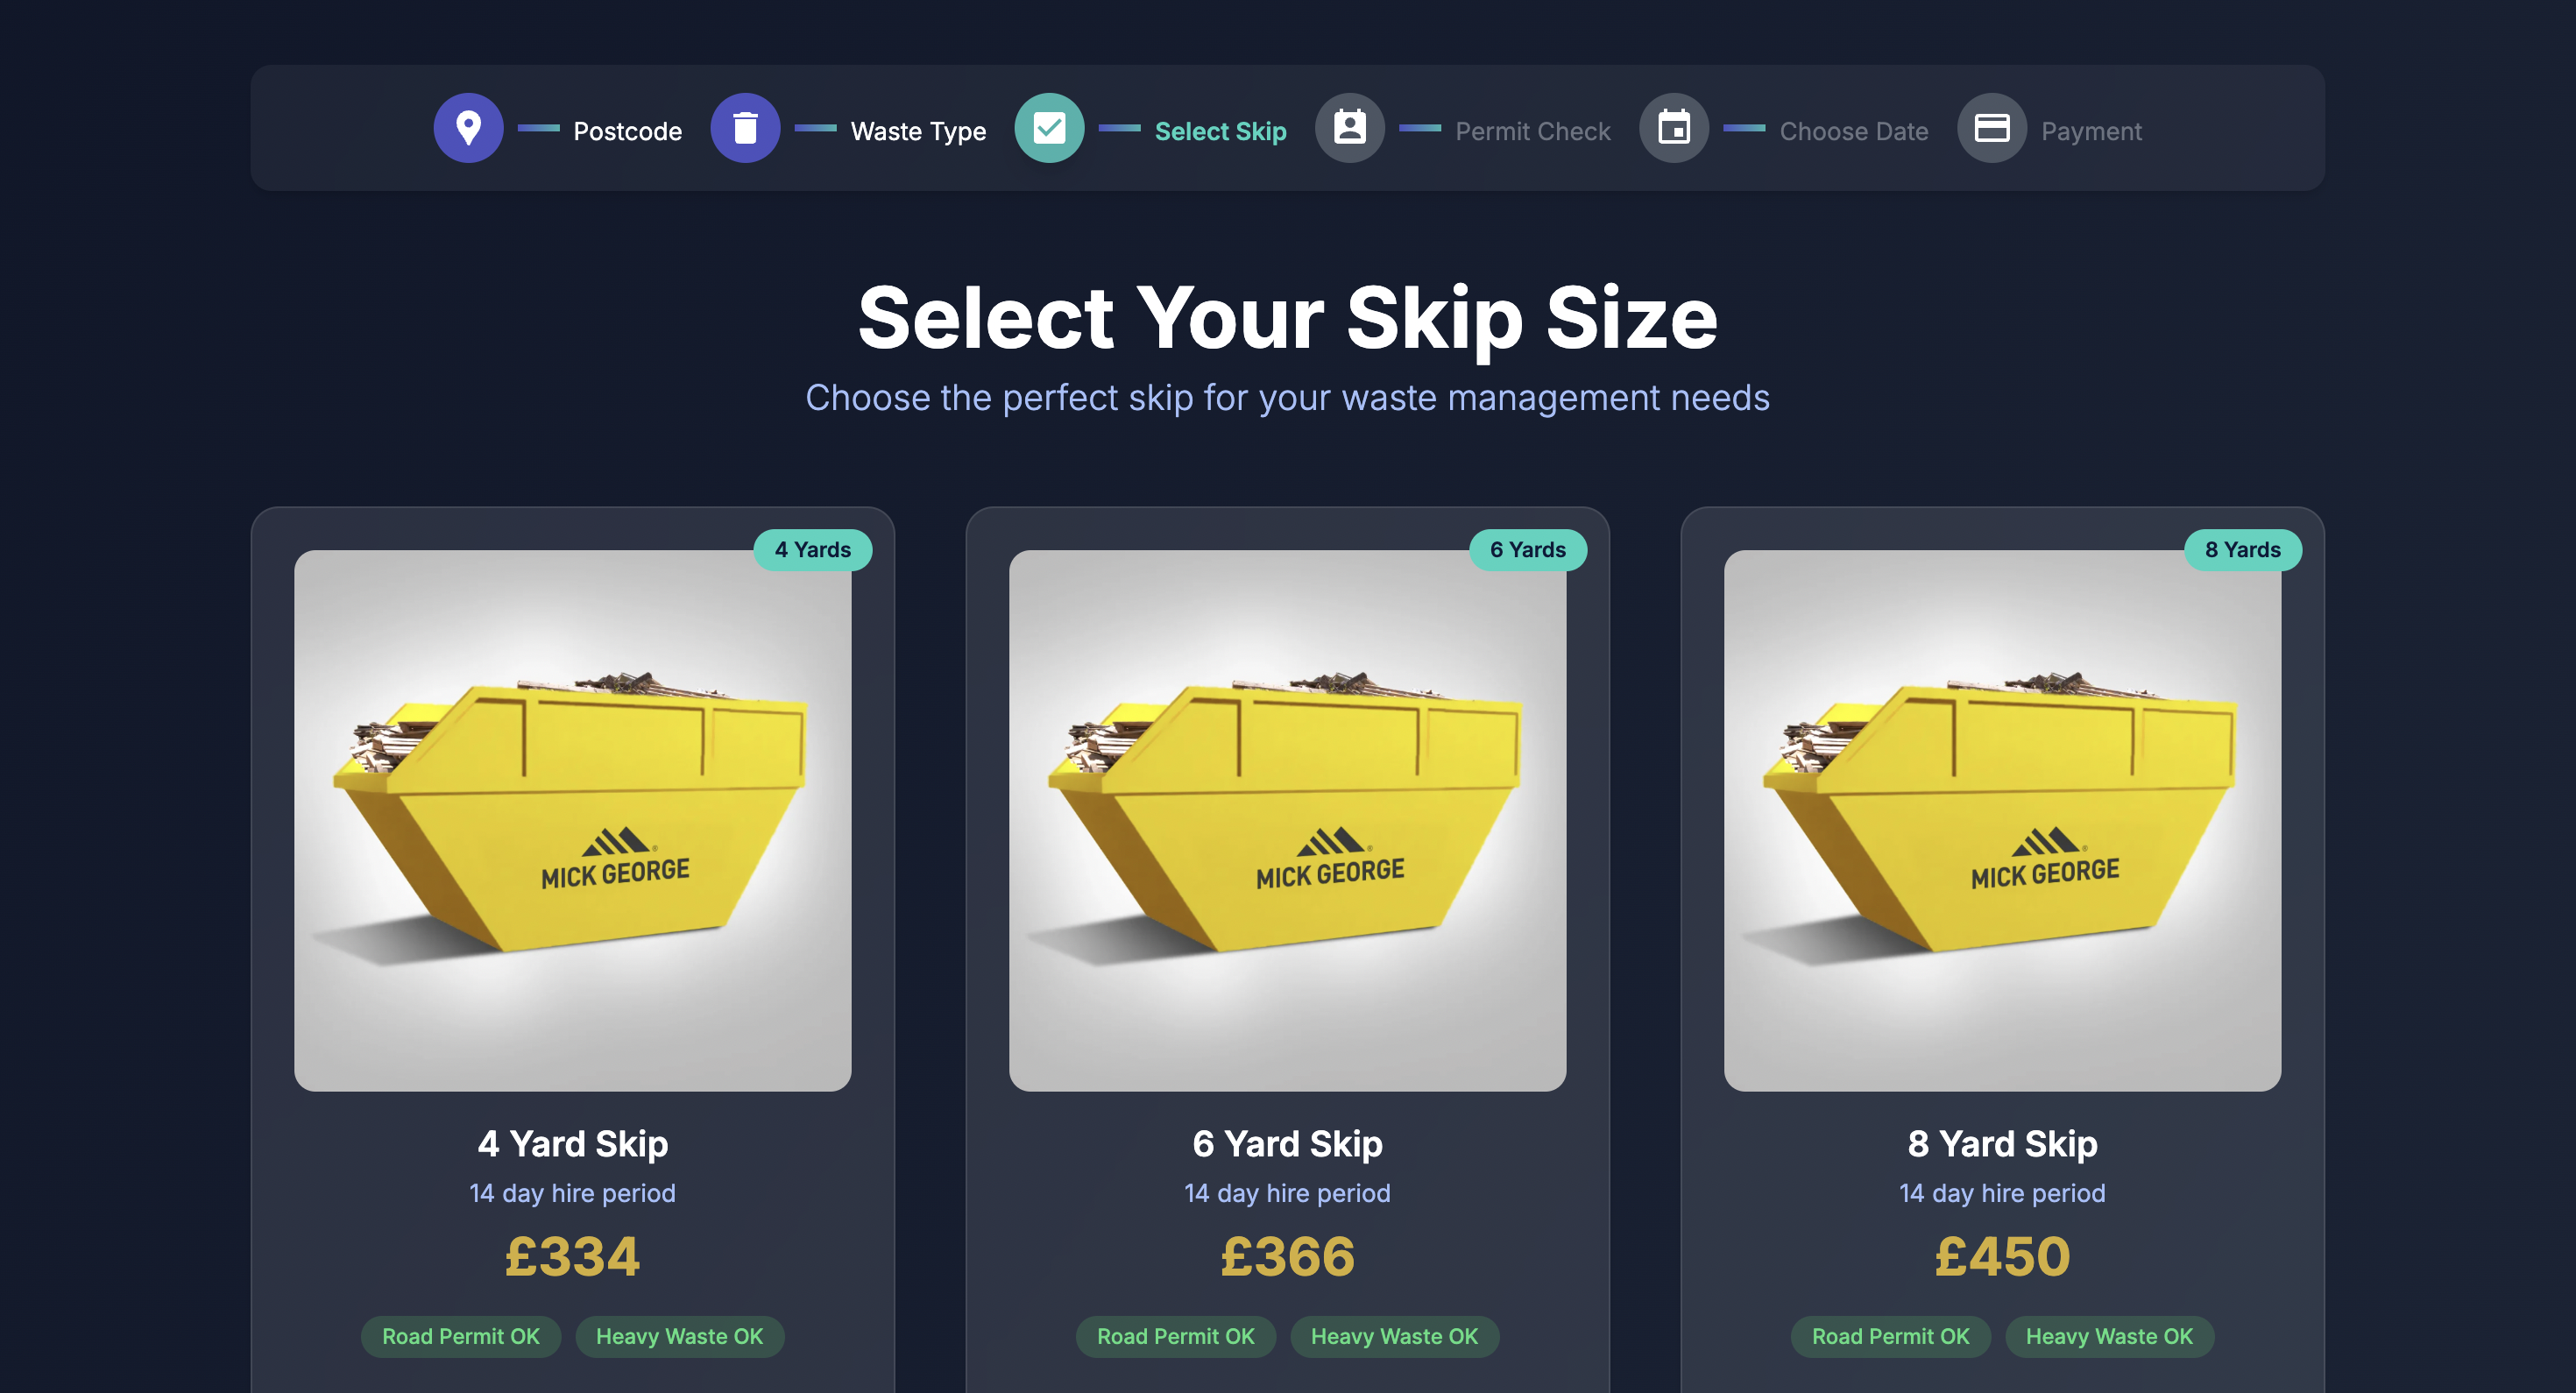 Postcode
Waste Type
Select Skip
Permit Check
Choose Date
Payment
Select Your Skip Size
Choose the perfect skip for your waste management needs
4 Yards
MICK GEORGE
4 Yard Skip
14 day hire period
£334
Road Permit OK
Heavy Waste OK
6 Yards
MICK GEORGE
6 Yard Skip
14 day hire period
£366
Road Permit OK
Heavy Waste OK
8 Yards
MICK GEORGE
8 Yard Skip
14 day hire period
£450
Road Permit OK
Heavy Waste OK